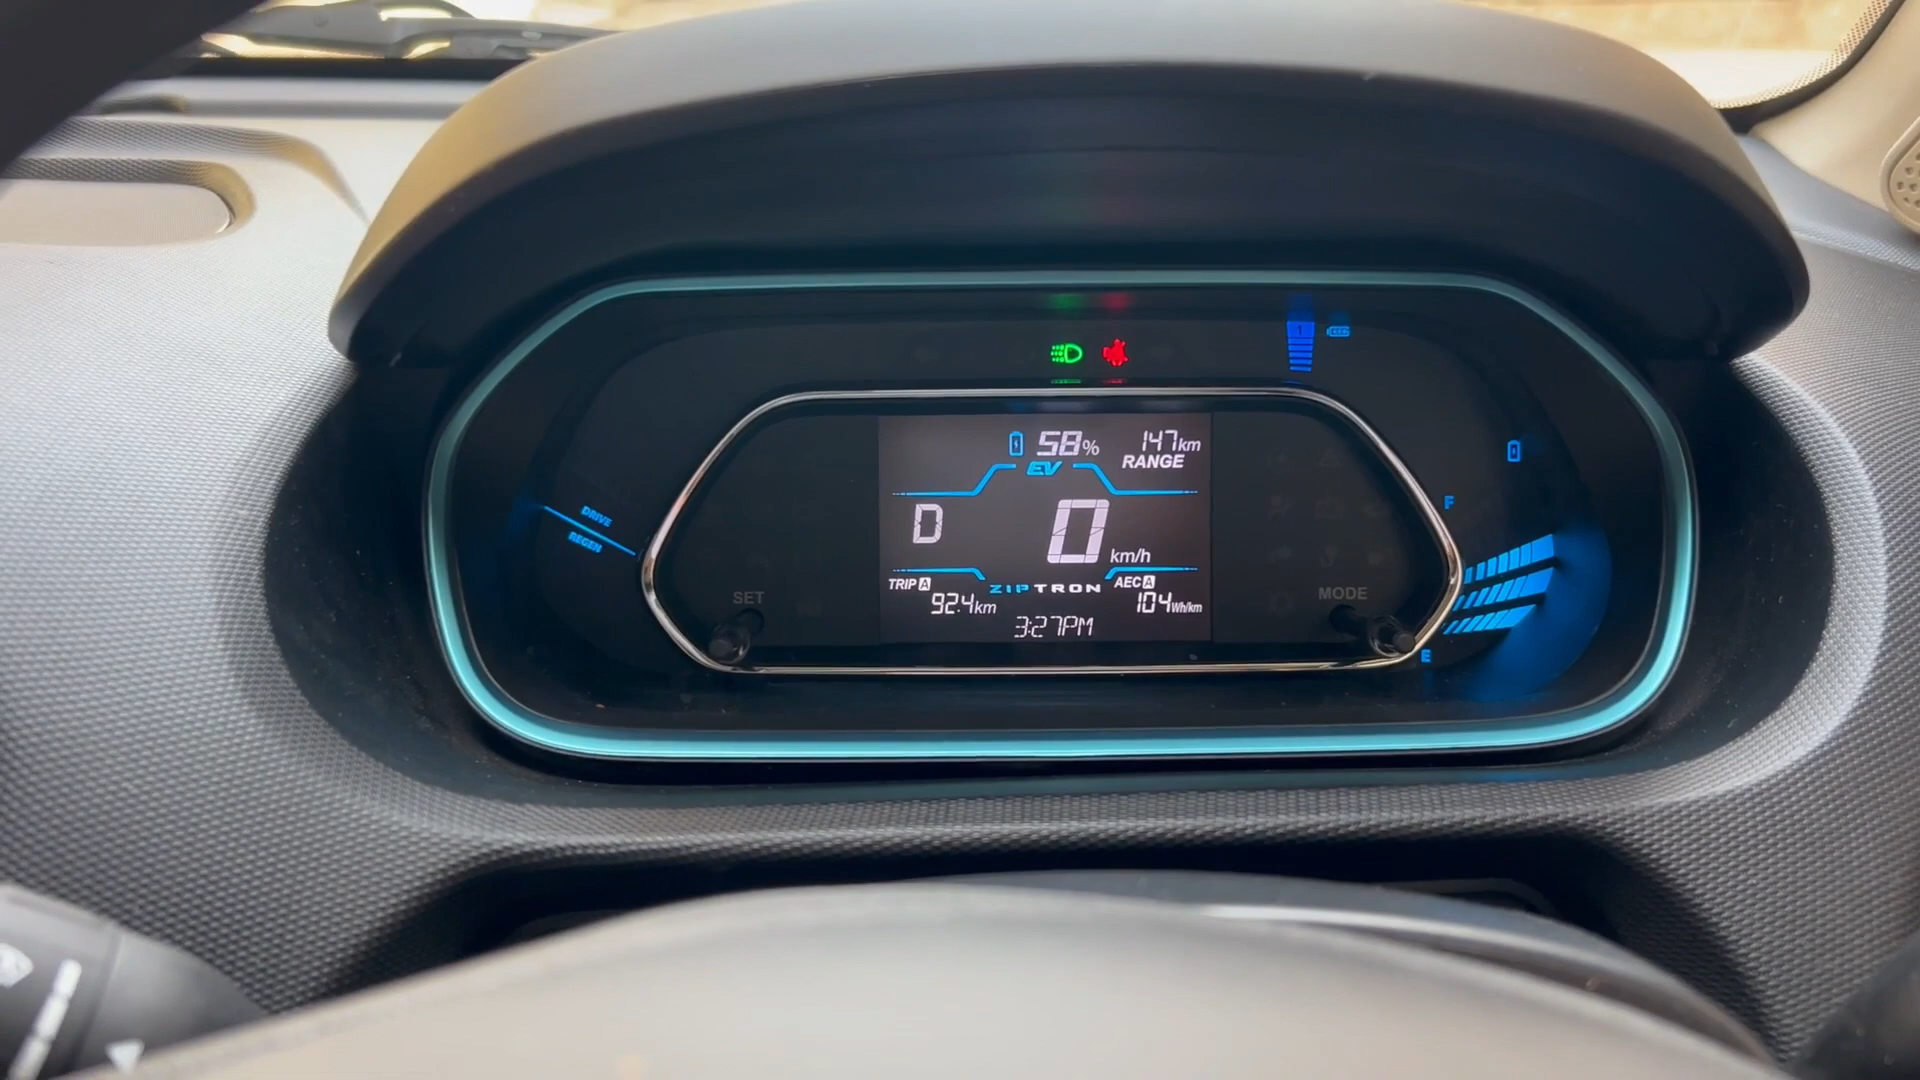 1
58%
147km
RANGE
EV
F
D
0
km/h
DRIVE
REGEN
TRIP A
92.4km
ZIPTRON
AEC A
104Wh/km
3:27PM
SET
MODE
E